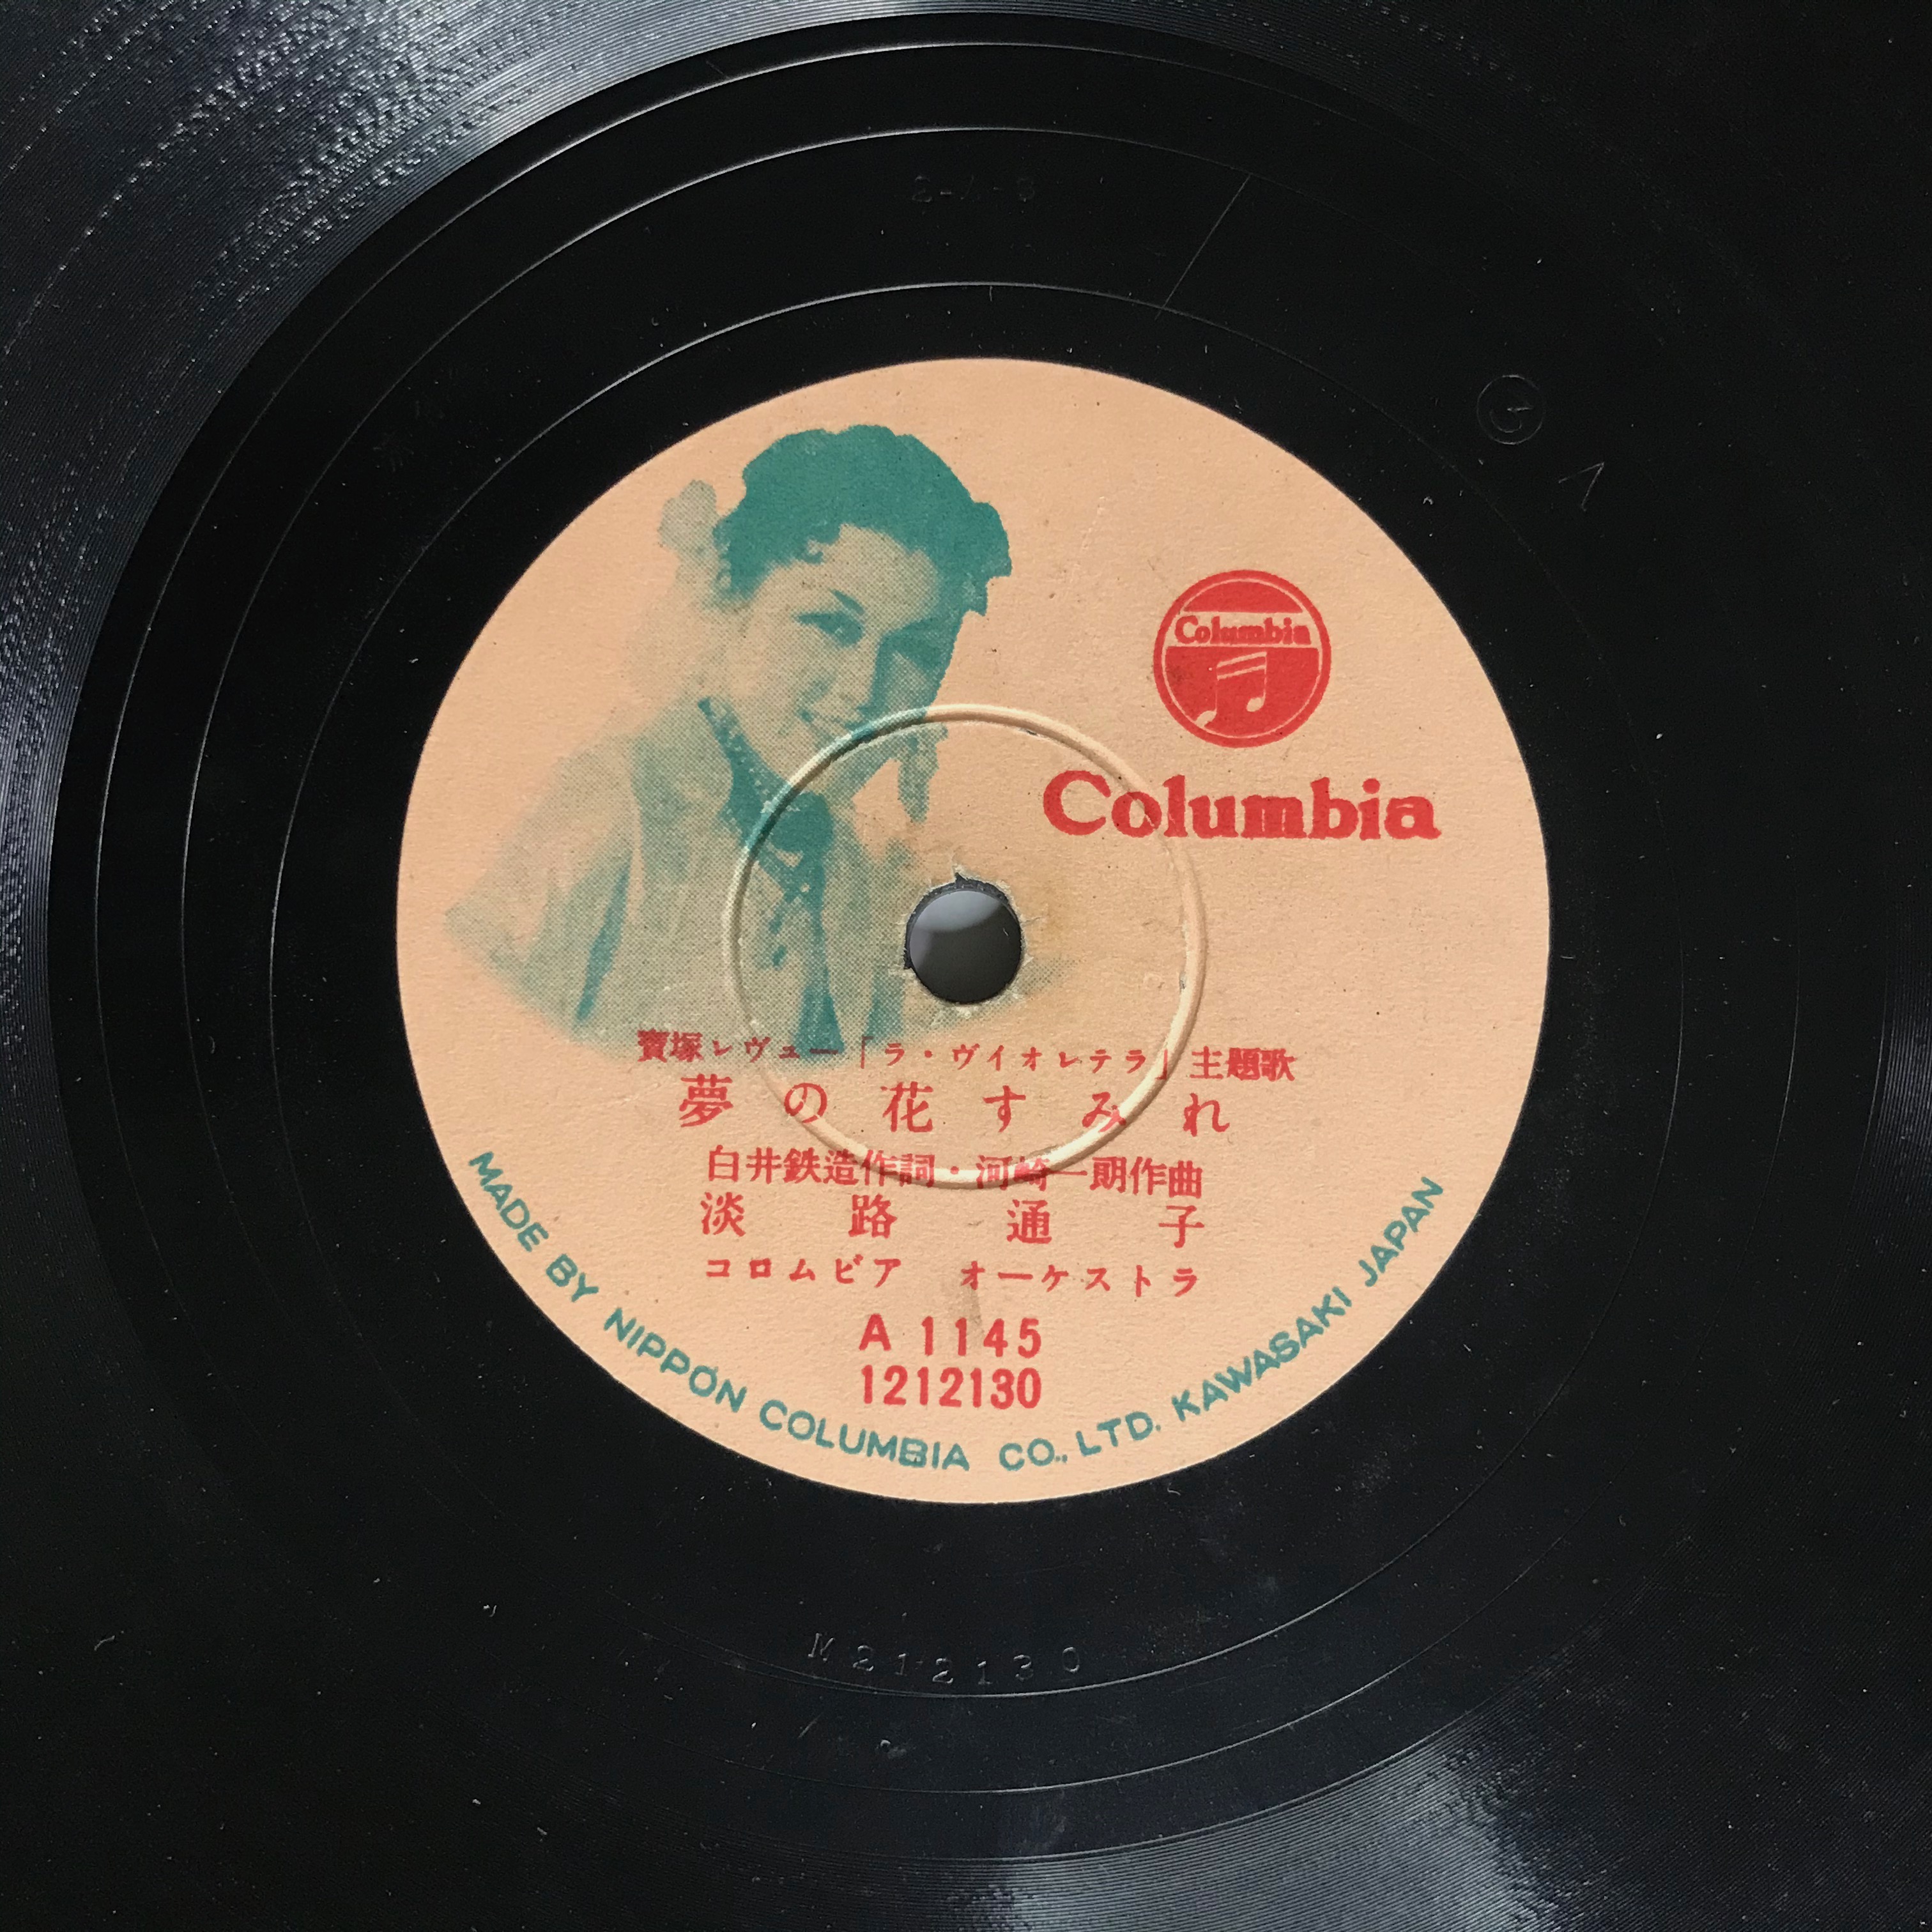 Columbia
Columbia
寶塚レヴュー「ラ・ヴイオレテラ」主題歌
夢の花すみれ
白井鉄造作詞・河崎一朗作曲
淡路通子
コロムビア オーケストラ
A 1145
1212130
MADE BY NIPPON COLUMBIA CO., LTD. KAWASAKI JAPAN
M212130